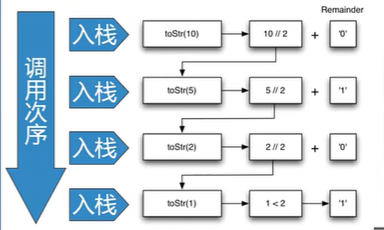 Remainder
调用次序
入栈 toStr(10) 10 // 2 + '0'
入栈 toStr(5) 5 // 2 + '1'
入栈 toStr(2) 2 // 2 + '0'
入栈 toStr(1) 1 < 2 '1'